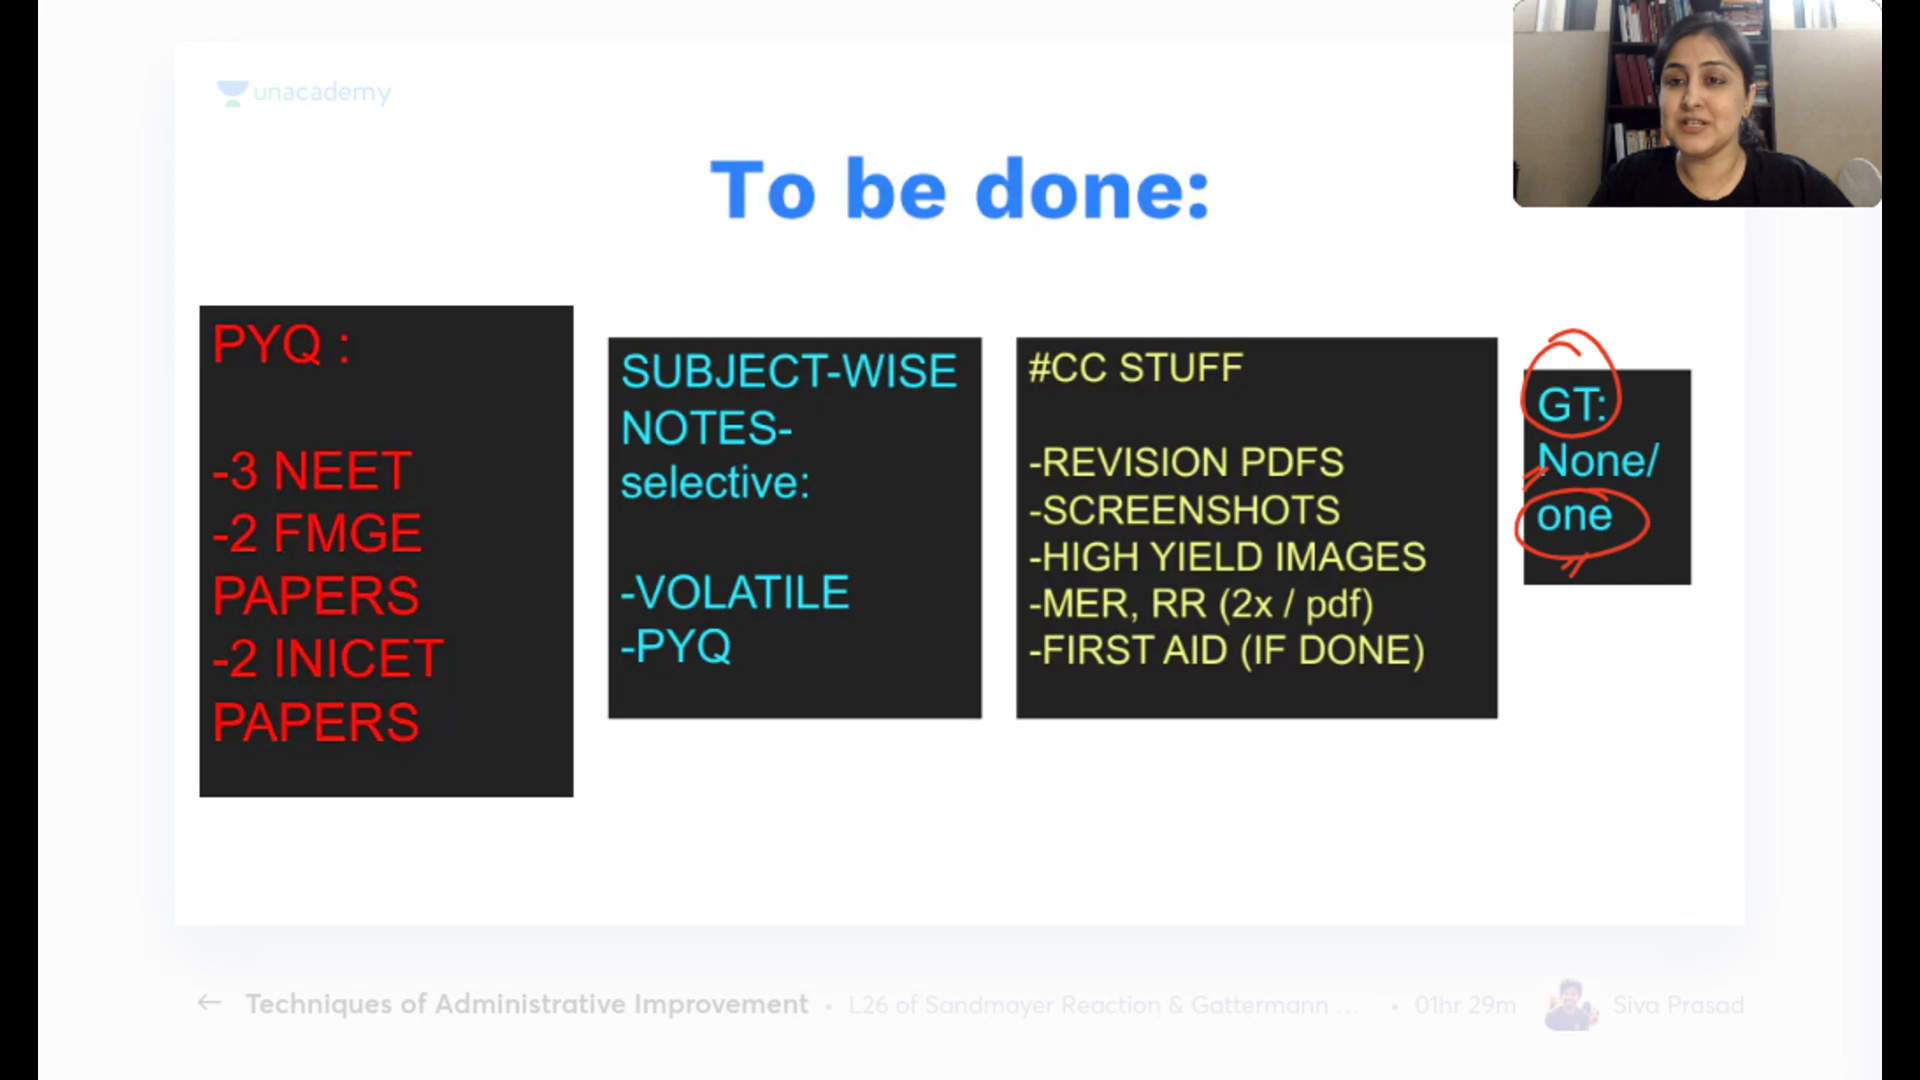 unacademy
To be done:
PYQ :
-3 NEET
-2 FMGE
PAPERS
-2 INICET
PAPERS
SUBJECT-WISE
NOTES-
selective:
-VOLATILE
-PYQ
#CC STUFF
-REVISION PDFS
-SCREENSHOTS
-HIGH YIELD IMAGES
-MER, RR (2x / pdf)
-FIRST AID (IF DONE)
GT:
None/
one
← Techniques of Administrative Improvement • L26 of Sandmayer Reaction & Gattermann ... • 01hr 29m Siva Prasad